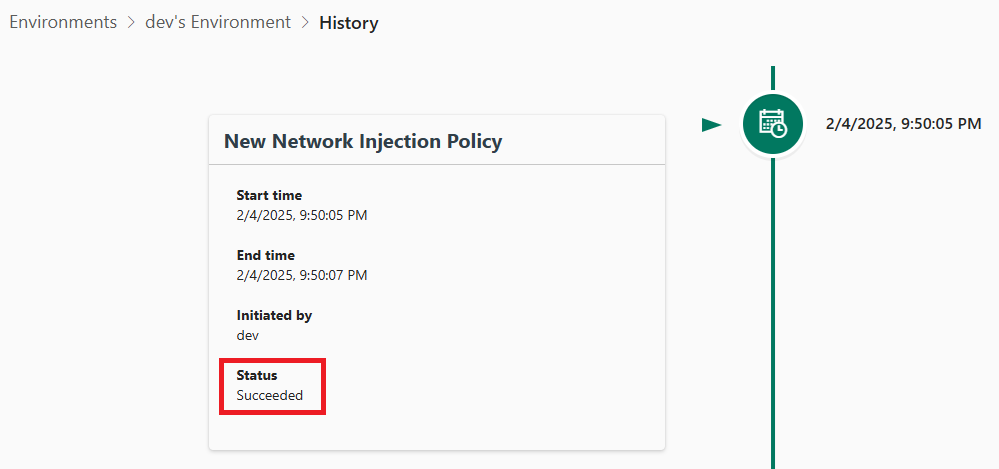 Environments > dev's Environment > History
New Network Injection Policy
2/4/2025, 9:50:05 PM
Start time
2/4/2025, 9:50:05 PM
End time
2/4/2025, 9:50:07 PM
Initiated by
dev
Status
Succeeded